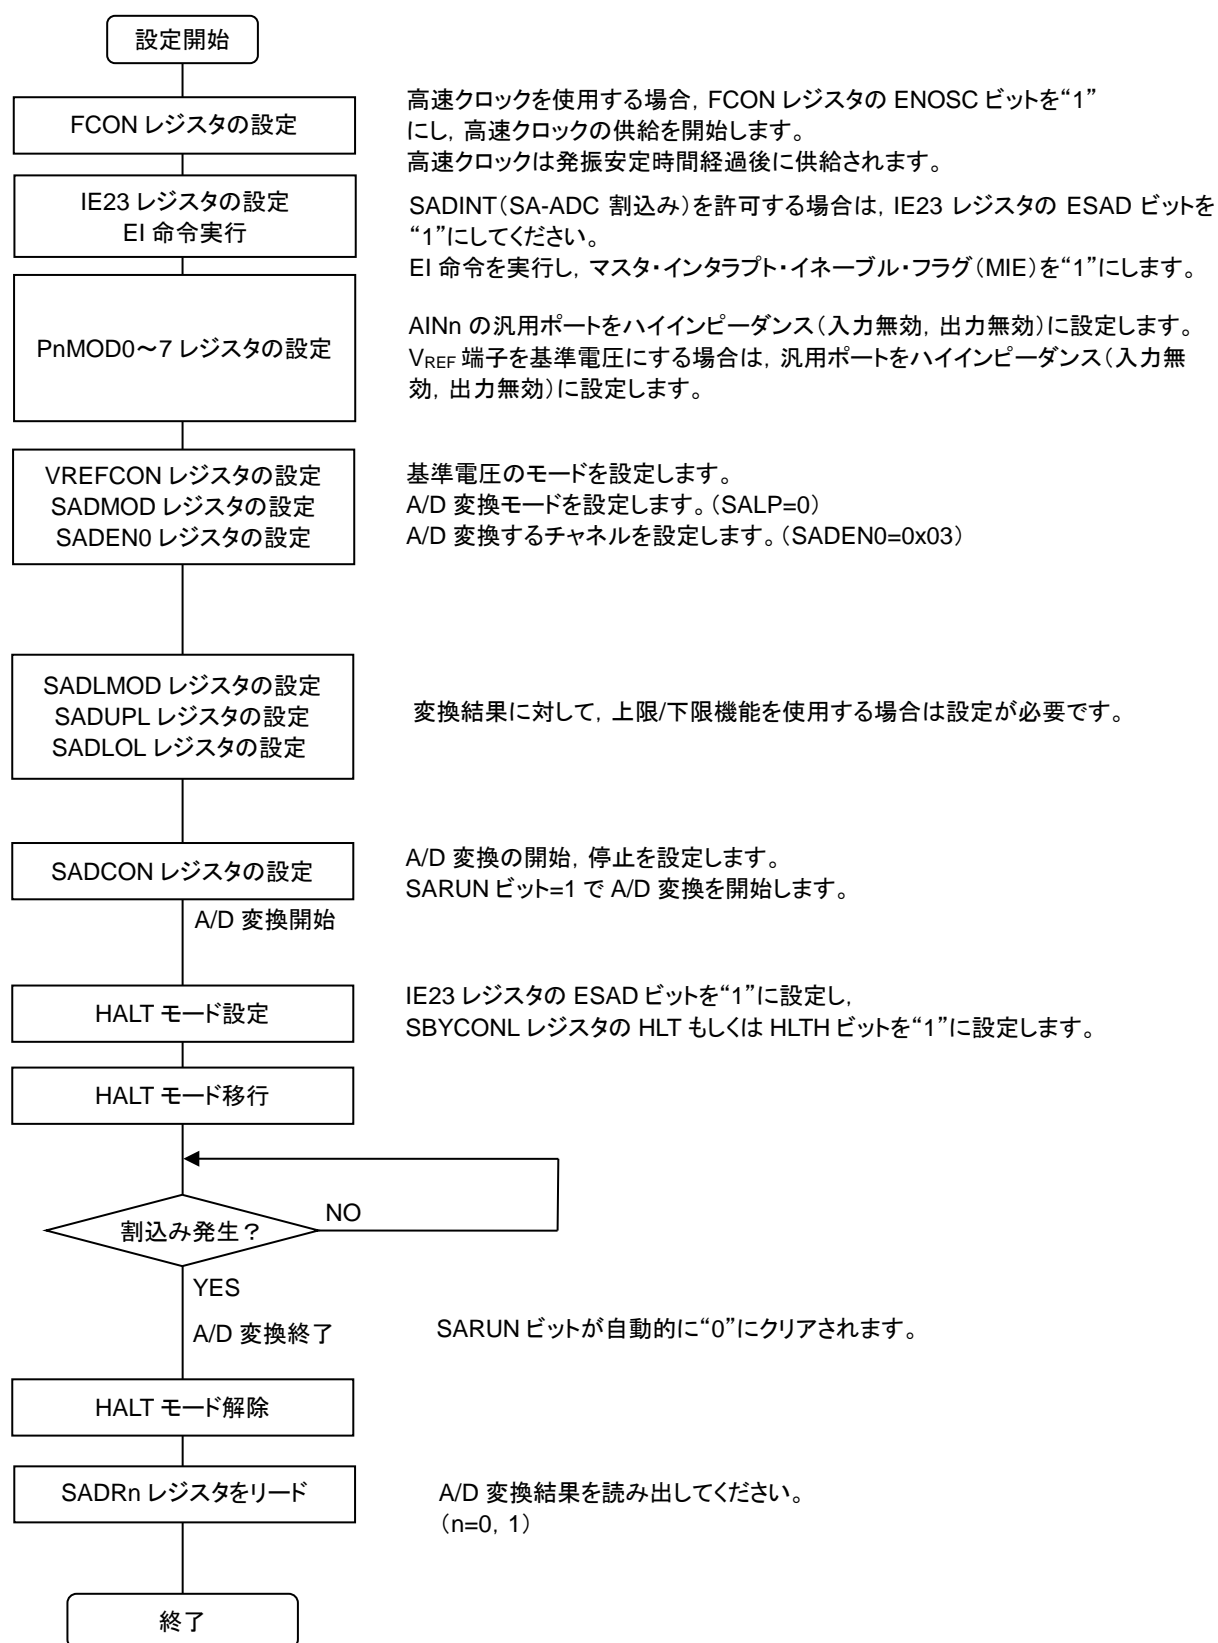 設定開始
FCON レジスタの設定
高速クロックを使用する場合，FCON レジスタの ENOSC ビットを“1”
にし，高速クロックの供給を開始します。
高速クロックは発振安定時間経過後に供給されます。
IE23 レジスタの設定
EI 命令実行
SADINT（SA-ADC 割込み）を許可する場合は，IE23 レジスタの ESAD ビットを
“1”にしてください。
EI 命令を実行し，マスタ・インタラプト・イネーブル・フラグ（MIE）を“1”にします。
PnMOD0～7 レジスタの設定
AINn の汎用ポートをハイインピーダンス（入力無効，出力無効）に設定します。
VREF 端子を基準電圧にする場合は，汎用ポートをハイインピーダンス（入力無
効，出力無効）に設定します。
VREFCON レジスタの設定
SADMOD レジスタの設定
SADEN0 レジスタの設定
基準電圧のモードを設定します。
A/D 変換モードを設定します。（SALP=0）
A/D 変換するチャネルを設定します。（SADEN0=0x03）
SADLMOD レジスタの設定
SADUPL レジスタの設定
SADLOL レジスタの設定
変換結果に対して，上限/下限機能を使用する場合は設定が必要です。
SADCON レジスタの設定
A/D 変換の開始，停止を設定します。
SARUN ビット=1 で A/D 変換を開始します。
A/D 変換開始
HALT モード設定
IE23 レジスタの ESAD ビットを“1”に設定し，
SBYCONL レジスタの HLT もしくは HLTH ビットを“1”に設定します。
HALT モード移行
割込み発生？
NO
YES
A/D 変換終了
SARUN ビットが自動的に“0”にクリアされます。
HALT モード解除
SADRn レジスタをリード
A/D 変換結果を読み出してください。
（n=0，1）
終了